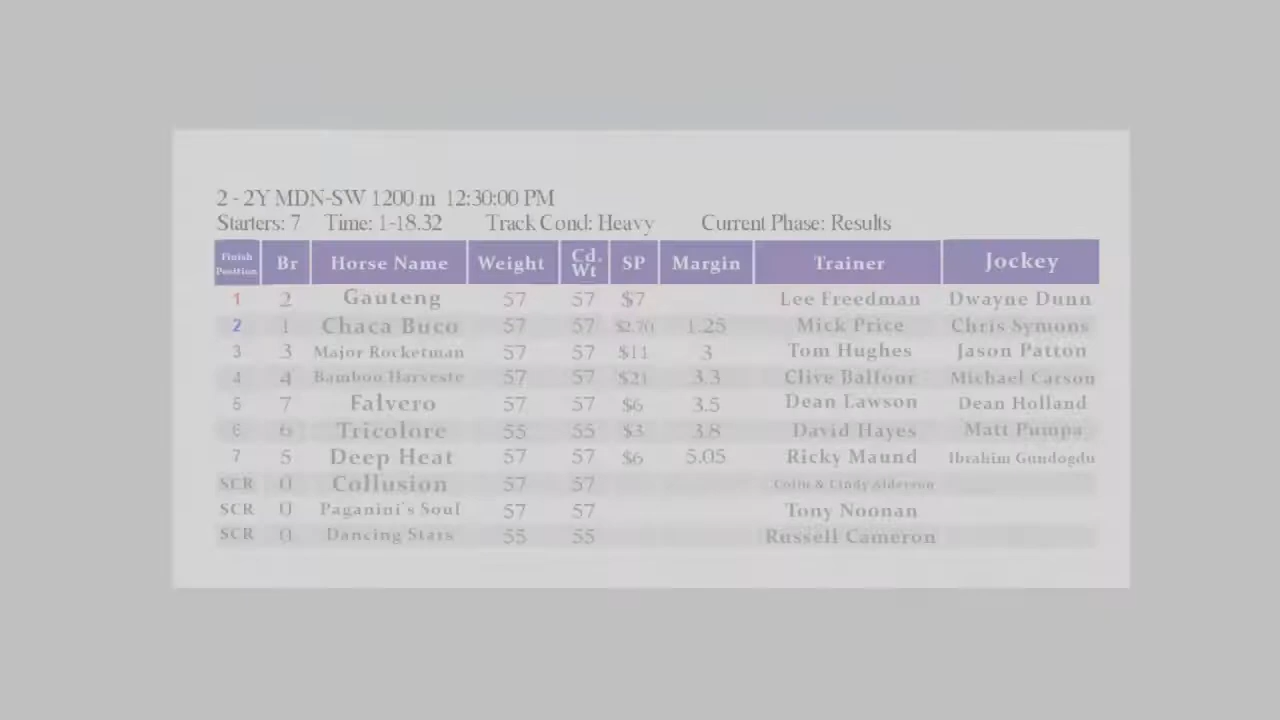 2 - 2Y MDN-SW 1200 m 12:30:00 PM
Starters: 7 Time: 1-18.32 Track Cond: Heavy Current Phase: Results
Finish Position Br Horse Name Weight Cd. Wt SP Margin Trainer Jockey
1 2 Gauteng 57 57 $7 Lee Freedman Dwayne Dunn
2 1 Chaca Buco 57 57 $2.70 1.25 Mick Price Chris Symons
3 3 Major Rocketman 57 57 $11 3 Tom Hughes Jason Patton
4 4 Bamboo Harveste 57 57 $21 3.3 Clive Balfour Michael Carson
5 7 Falvero 57 57 $6 3.5 Dean Lawson Dean Holland
6 6 Tricolore 55 55 $3 3.8 David Hayes Matt Pumpa
7 5 Deep Heat 57 57 $6 5.05 Ricky Maund Ibrahim Gundogdu
SCR 0 Collusion 57 57 Colin & Cindy Alderson
SCR 0 Paganini's Soul 57 57 Tony Noonan
SCR 0 Dancing Stars 55 55 Russell Cameron